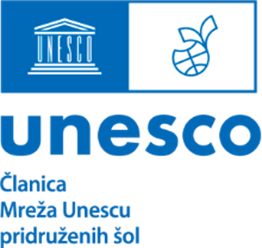 UNESCO
unesco
Članica
Mreža Unescu
pridruženih šol